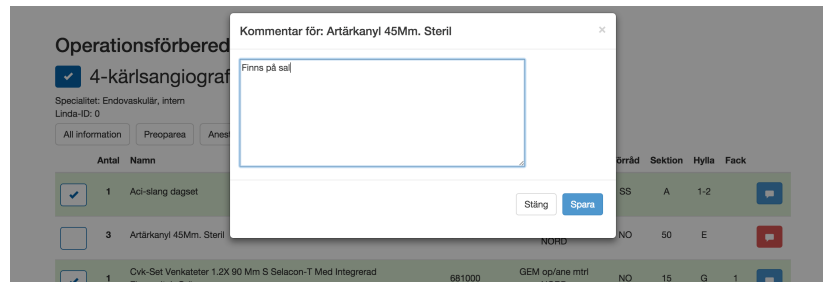 Kommentar för: Artärkanyl 45Mm. Steril ×
Finns på sal
Stäng Spara
Operationsförbered
4-kärlsangiograf
Specialitet: Endovaskulär, intern
Linda-ID: 0
All information Preoparea Anest
Antal Namn örråd Sektion Hylla Fack
1 Aci-slang dagset SS A 1-2
3 Artärkanyl 45Mm. Steril NORD NO 50 E
1 Cvk-Set Venkateter 1.2X90 Mm S Selacon-T Med Integrerad 681000 GEM op/ane mtrl NO 15 G 1